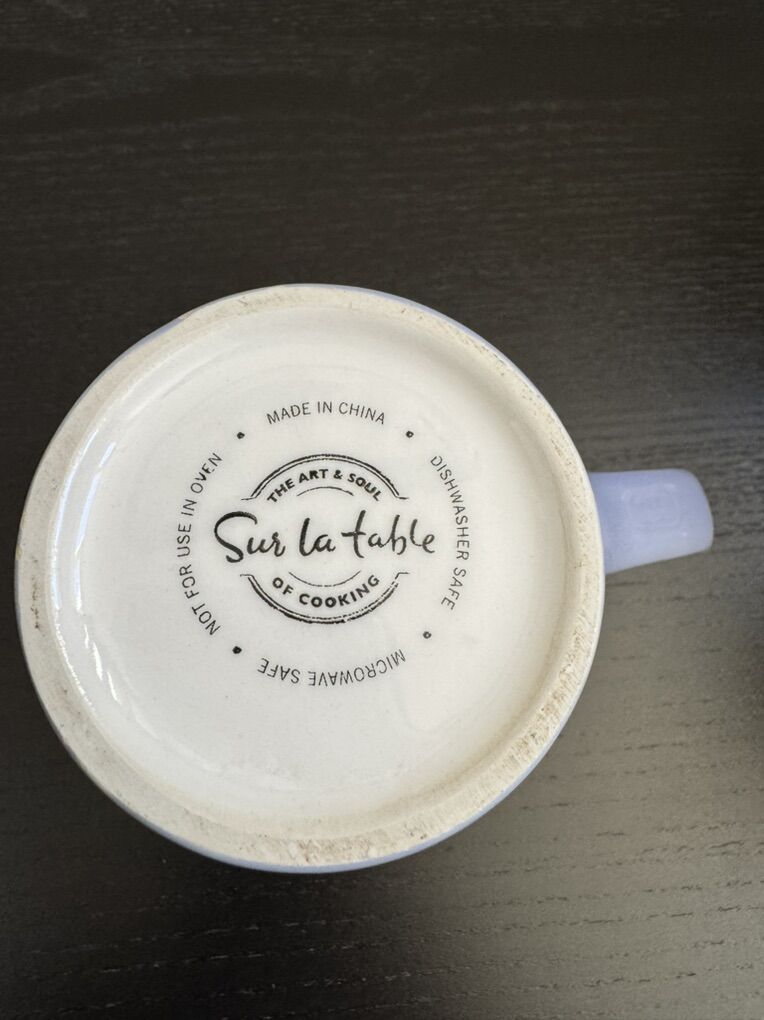 MADE IN CHINA
DISHWASHER SAFE
MICROWAVE SAFE
NOT FOR USE IN OVEN
THE ART & SOUL
Sur la table
OF COOKING